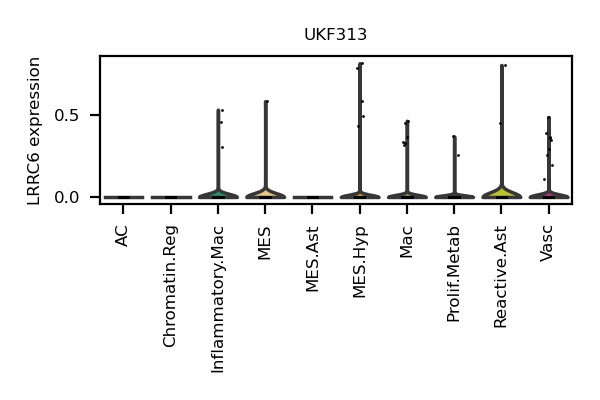 UKF313
LRRC6 expression
0.5
0.0
AC
Chromatin.Reg
Inflammatory.Mac
MES
MES.Ast
MES.Hyp
Mac
Prolif.Metab
Reactive.Ast
Vasc